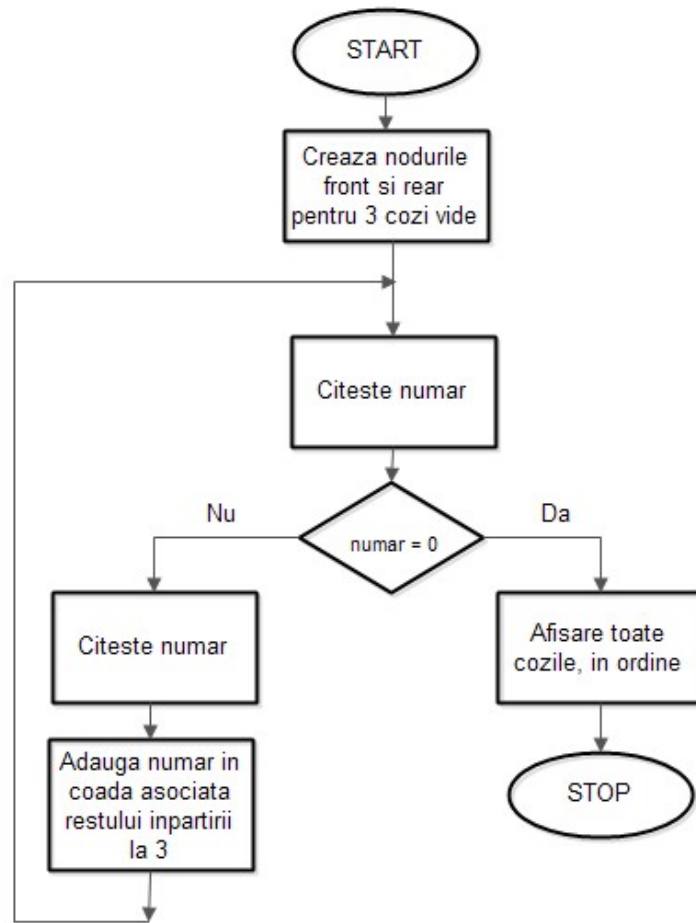 START
Creaza nodurile
front si rear
pentru 3 cozi vide
Citeste numar
numar = 0
Nu
Da
Citeste numar
Afisare toate
cozile, in ordine
Adauga numar in
coada asociata
restului inpartirii
la 3
STOP